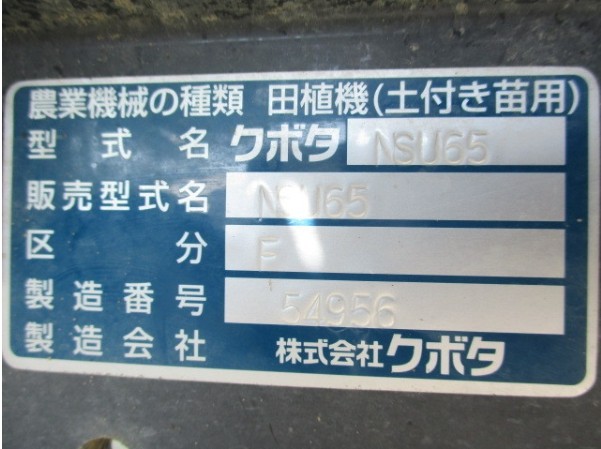 農業機械の種類 田植機(土付き苗用)
型式名 クボタ NSU65
販売型式名 NSU65
区分 F
製造番号 54956
製造会社 株式会社クボタ